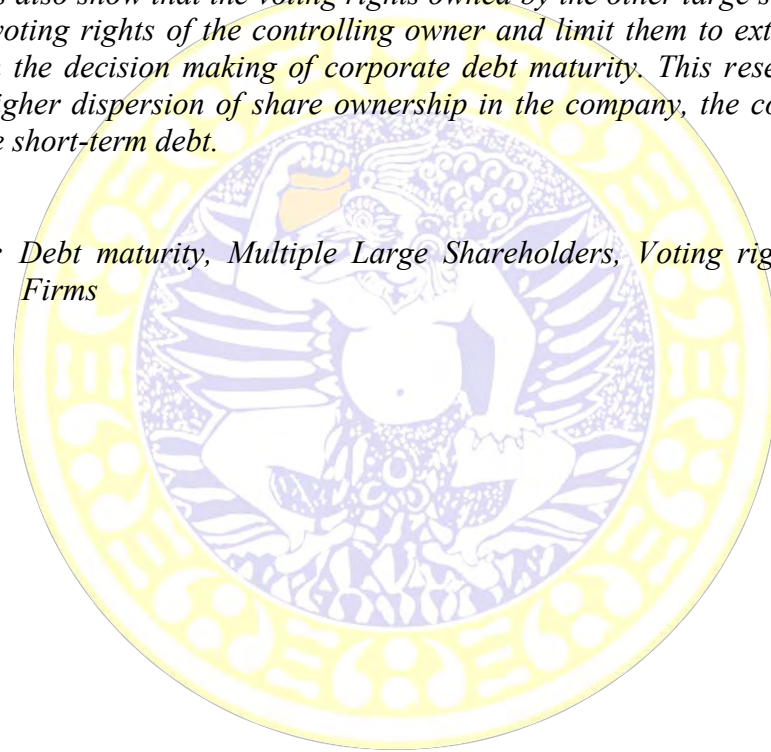 also show that the voting rights owned by the other large s
voting rights of the controlling owner and limit them to ext
the decision making of corporate debt maturity. This rese
igher dispersion of share ownership in the company, the co
short-term debt.
: Debt maturity, Multiple Large Shareholders, Voting rig
Firms